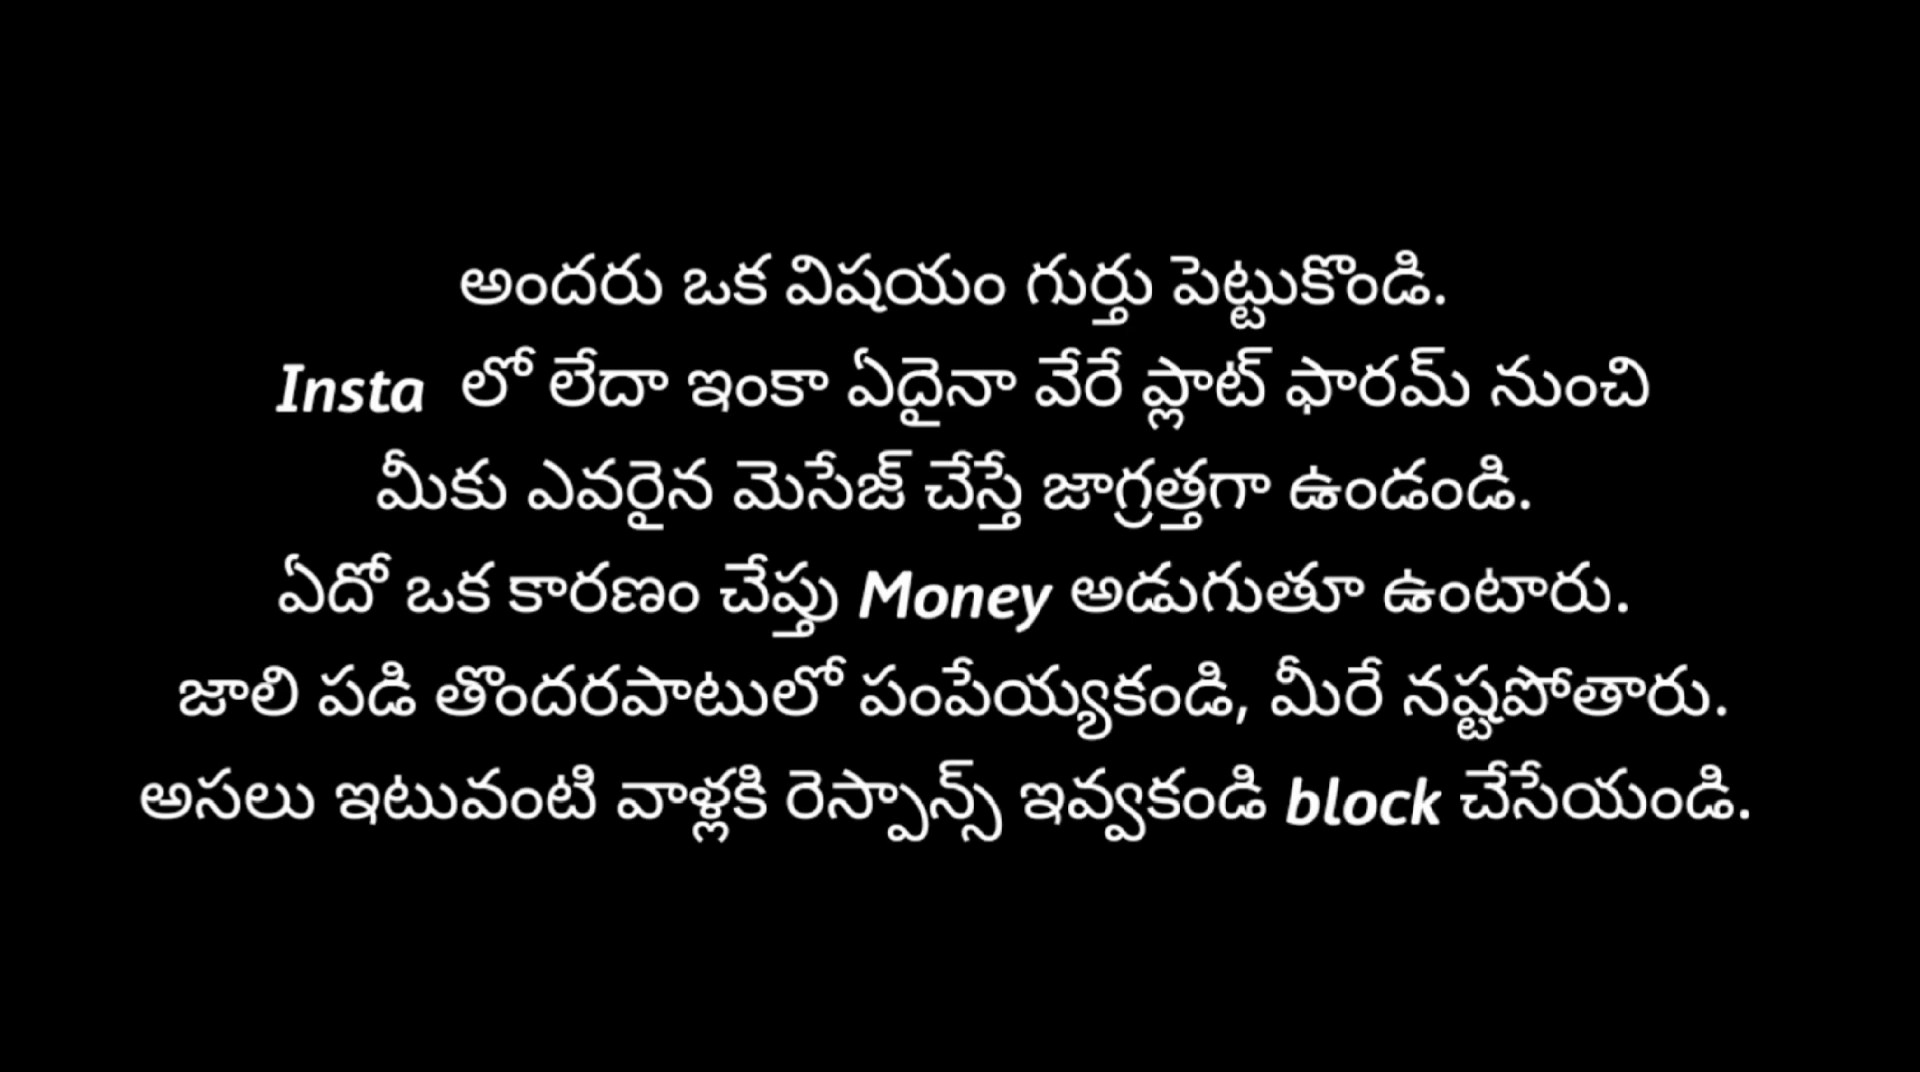 అందరు ఒక విషయం గుర్తు పెట్టుకొండి.
Insta లో లేదా ఇంకా ఏదైనా వేరే ప్లాట్ ఫారమ్ నుంచి
మీకు ఎవరైన మెసేజ్ చేస్తే జాగ్రత్తగా ఉండండి.
ఏదో ఒక కారణం చేప్తు Money అడుగుతూ ఉంటారు.
జాలి పడి తొందరపాటులో పంపేయ్యకండి, మీరే నష్టపోతారు.
అసలు ఇటువంటి వాళ్లకి రెస్పాన్స్ ఇవ్వకండి block చేసేయండి.